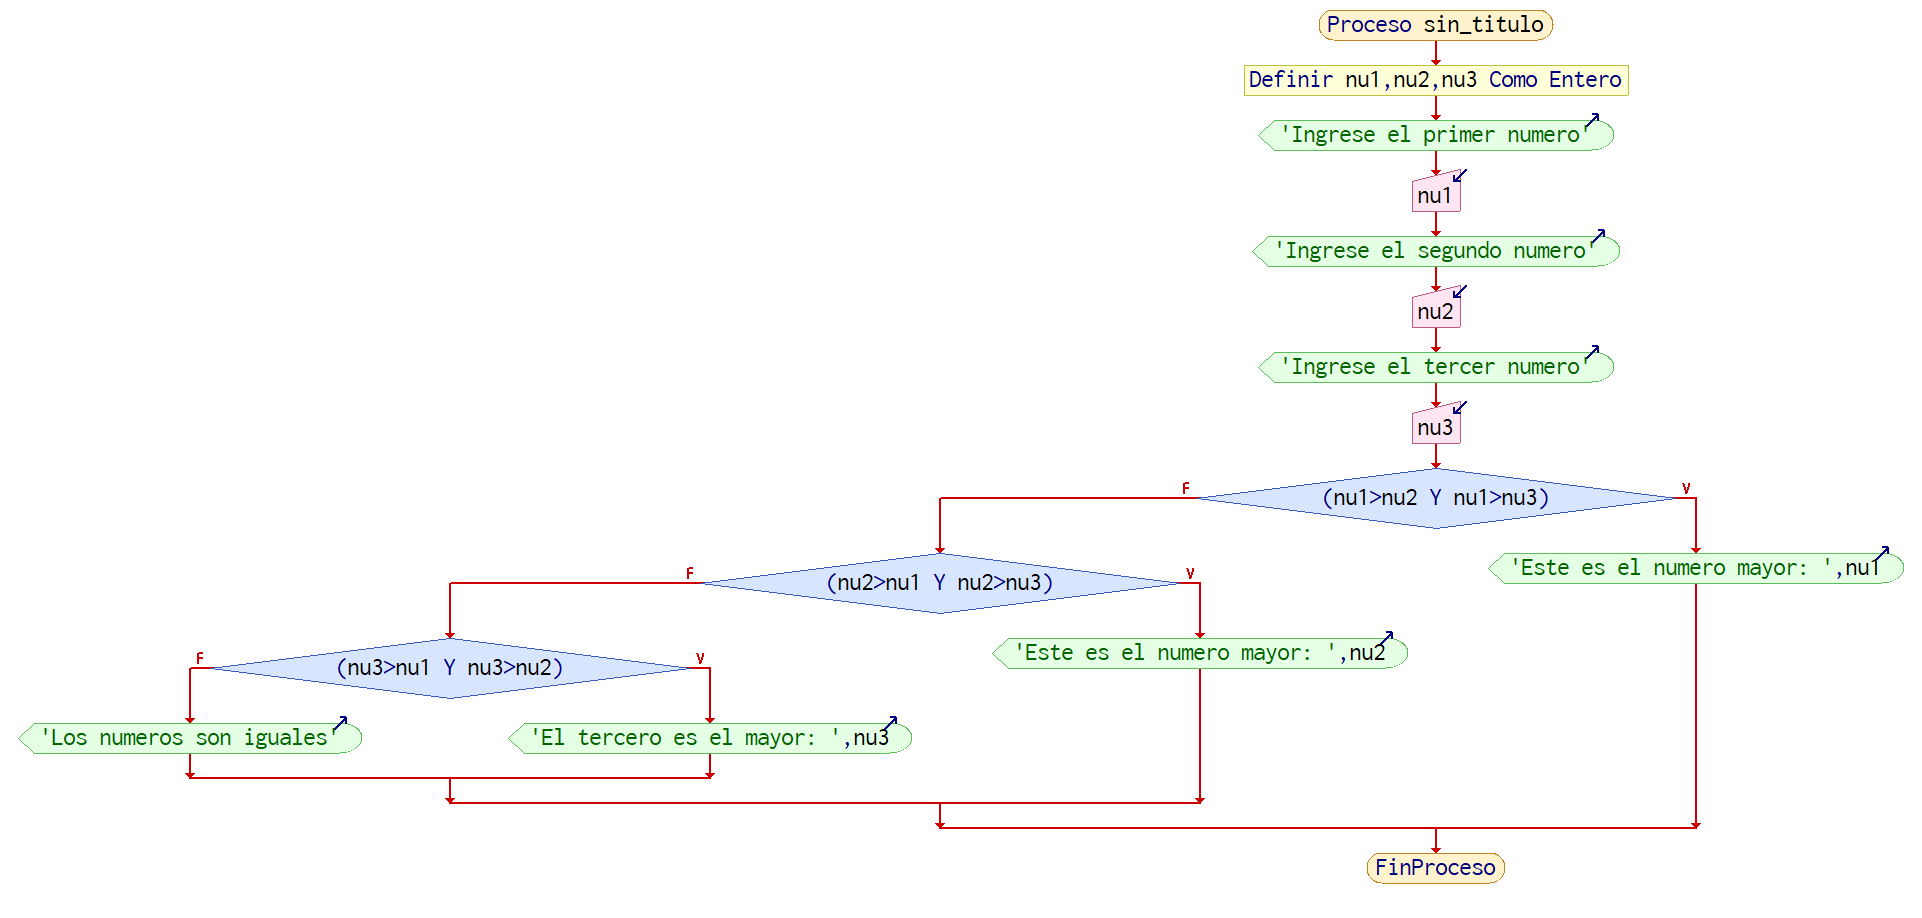 Proceso sin_titulo
Definir nu1,nu2,nu3 Como Entero
'Ingrese el primer numero'
nu1
'Ingrese el segundo numero'
nu2
'Ingrese el tercer numero'
nu3
F
(nu1>nu2 Y nu1>nu3)
V
F
(nu2>nu1 Y nu2>nu3)
V
'Este es el numero mayor: ',nu1
F
(nu3>nu1 Y nu3>nu2)
V
'Este es el numero mayor: ',nu2
'Los numeros son iguales'
'El tercero es el mayor: ',nu3
FinProceso